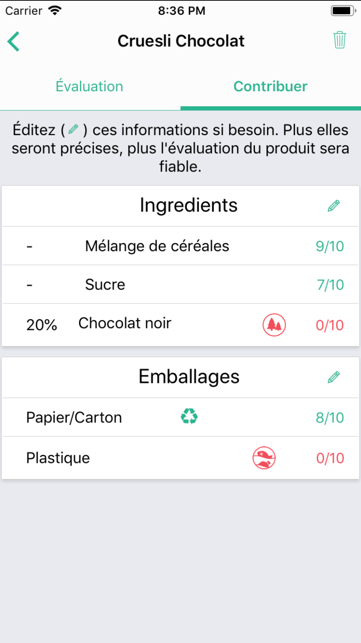 Carrier 8:36 PM
Cruesli Chocolat
Évaluation Contribuer
Éditez ( ) ces informations si besoin. Plus elles
seront précises, plus l'évaluation du produit sera
fiable.
Ingredients
- Mélange de céréales 9/10
- Sucre 7/10
20% Chocolat noir 0/10
Emballages
Papier/Carton 8/10
Plastique 0/10